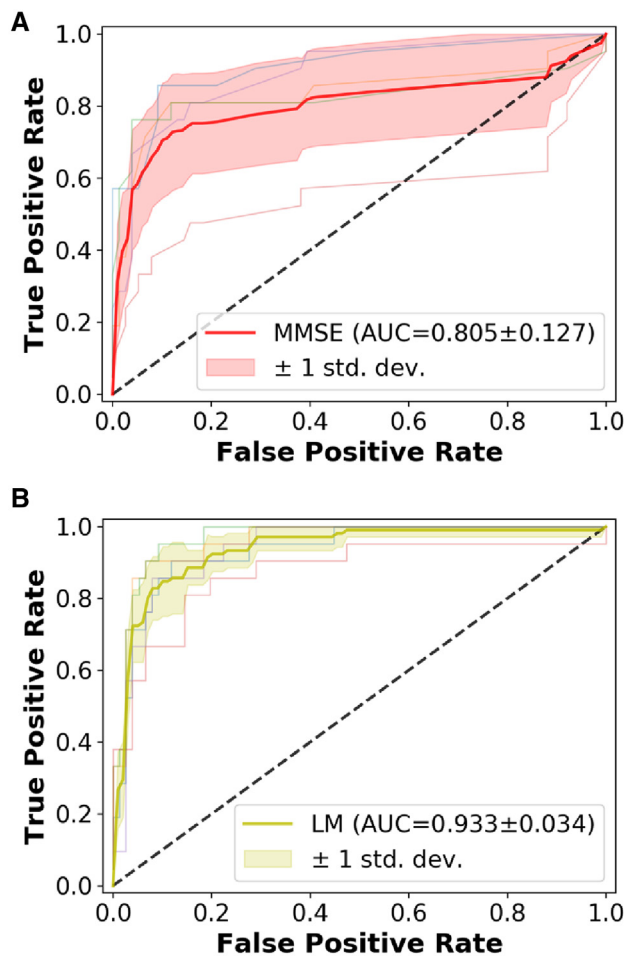 A
1.0
0.8
0.6
0.4
0.2
0.0
True Positive Rate
MMSE (AUC=0.805±0.127)
± 1 std. dev.
0.0 0.2 0.4 0.6 0.8 1.0
False Positive Rate
B
1.0
0.8
0.6
0.4
0.2
0.0
True Positive Rate
LM (AUC=0.933±0.034)
± 1 std. dev.
0.0 0.2 0.4 0.6 0.8 1.0
False Positive Rate